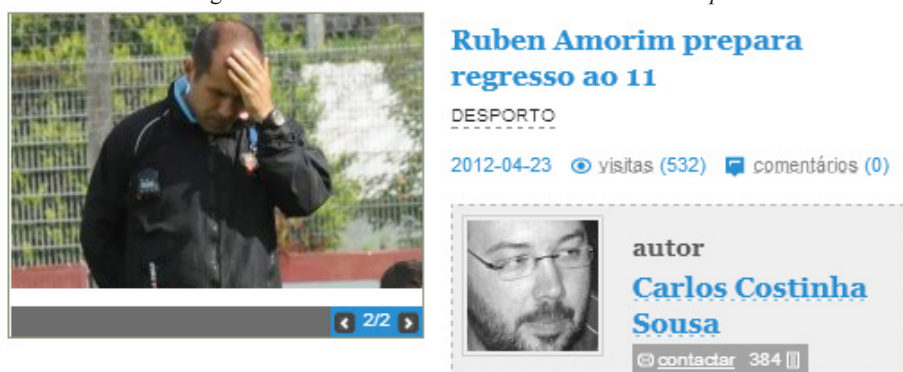 Ruben Amorim prepara
regresso ao 11
DESPORTO
2012-04-23 visitas (532) comentários (0)
autor
Carlos Costinha
Sousa
contactar 384
2/2